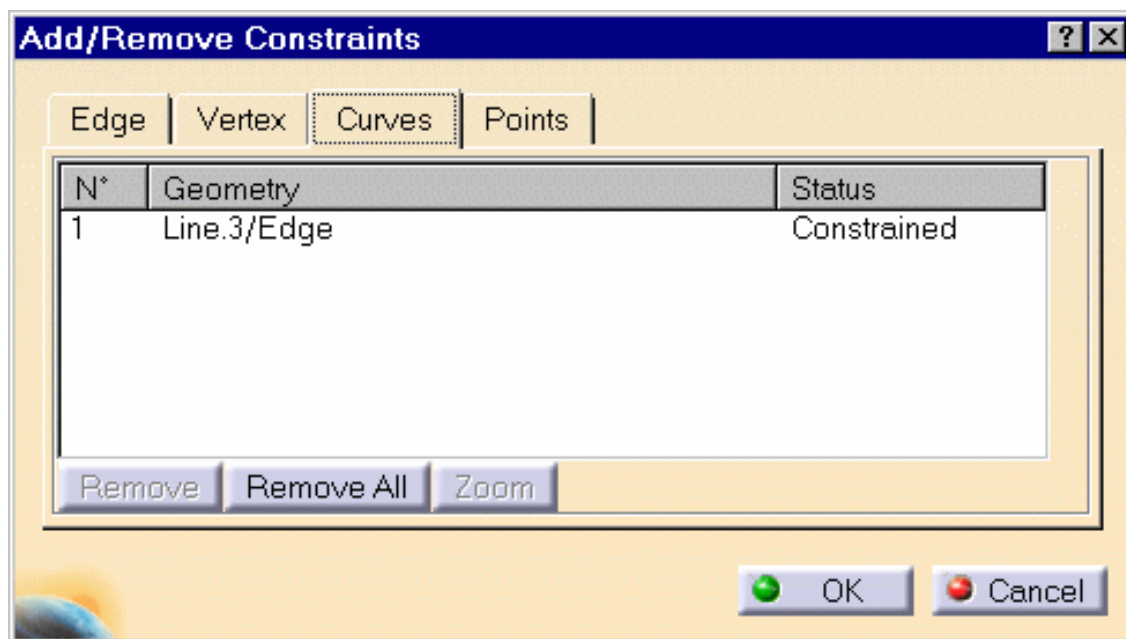 Add/Remove Constraints ? ×
Edge Vertex Curves Points
N° Geometry Status
1 Line.3/Edge Constrained
Remove Remove All Zoom
OK Cancel